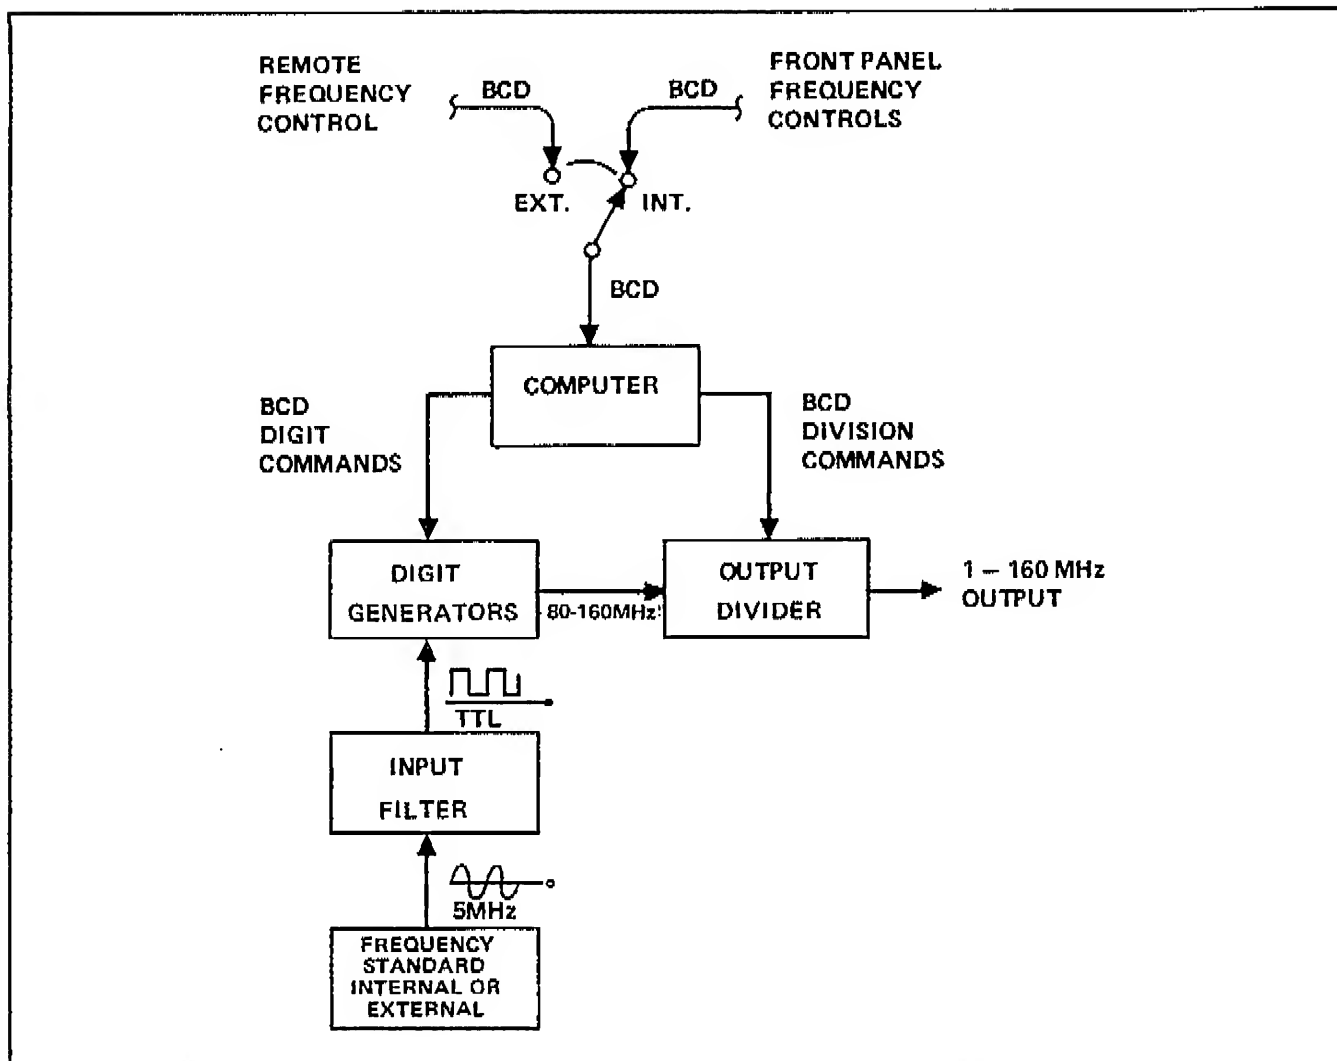 REMOTE
FREQUENCY
CONTROL
BCD
BCD
FRONT PANEL
FREQUENCY
CONTROLS
EXT.
INT.
BCD
COMPUTER
BCD
DIGIT
COMMANDS
BCD
DIVISION
COMMANDS
DIGIT
GENERATORS
80-160MHz
OUTPUT
DIVIDER
1 – 160 MHz
OUTPUT
TTL
INPUT
FILTER
5MHz
FREQUENCY
STANDARD
INTERNAL OR
EXTERNAL